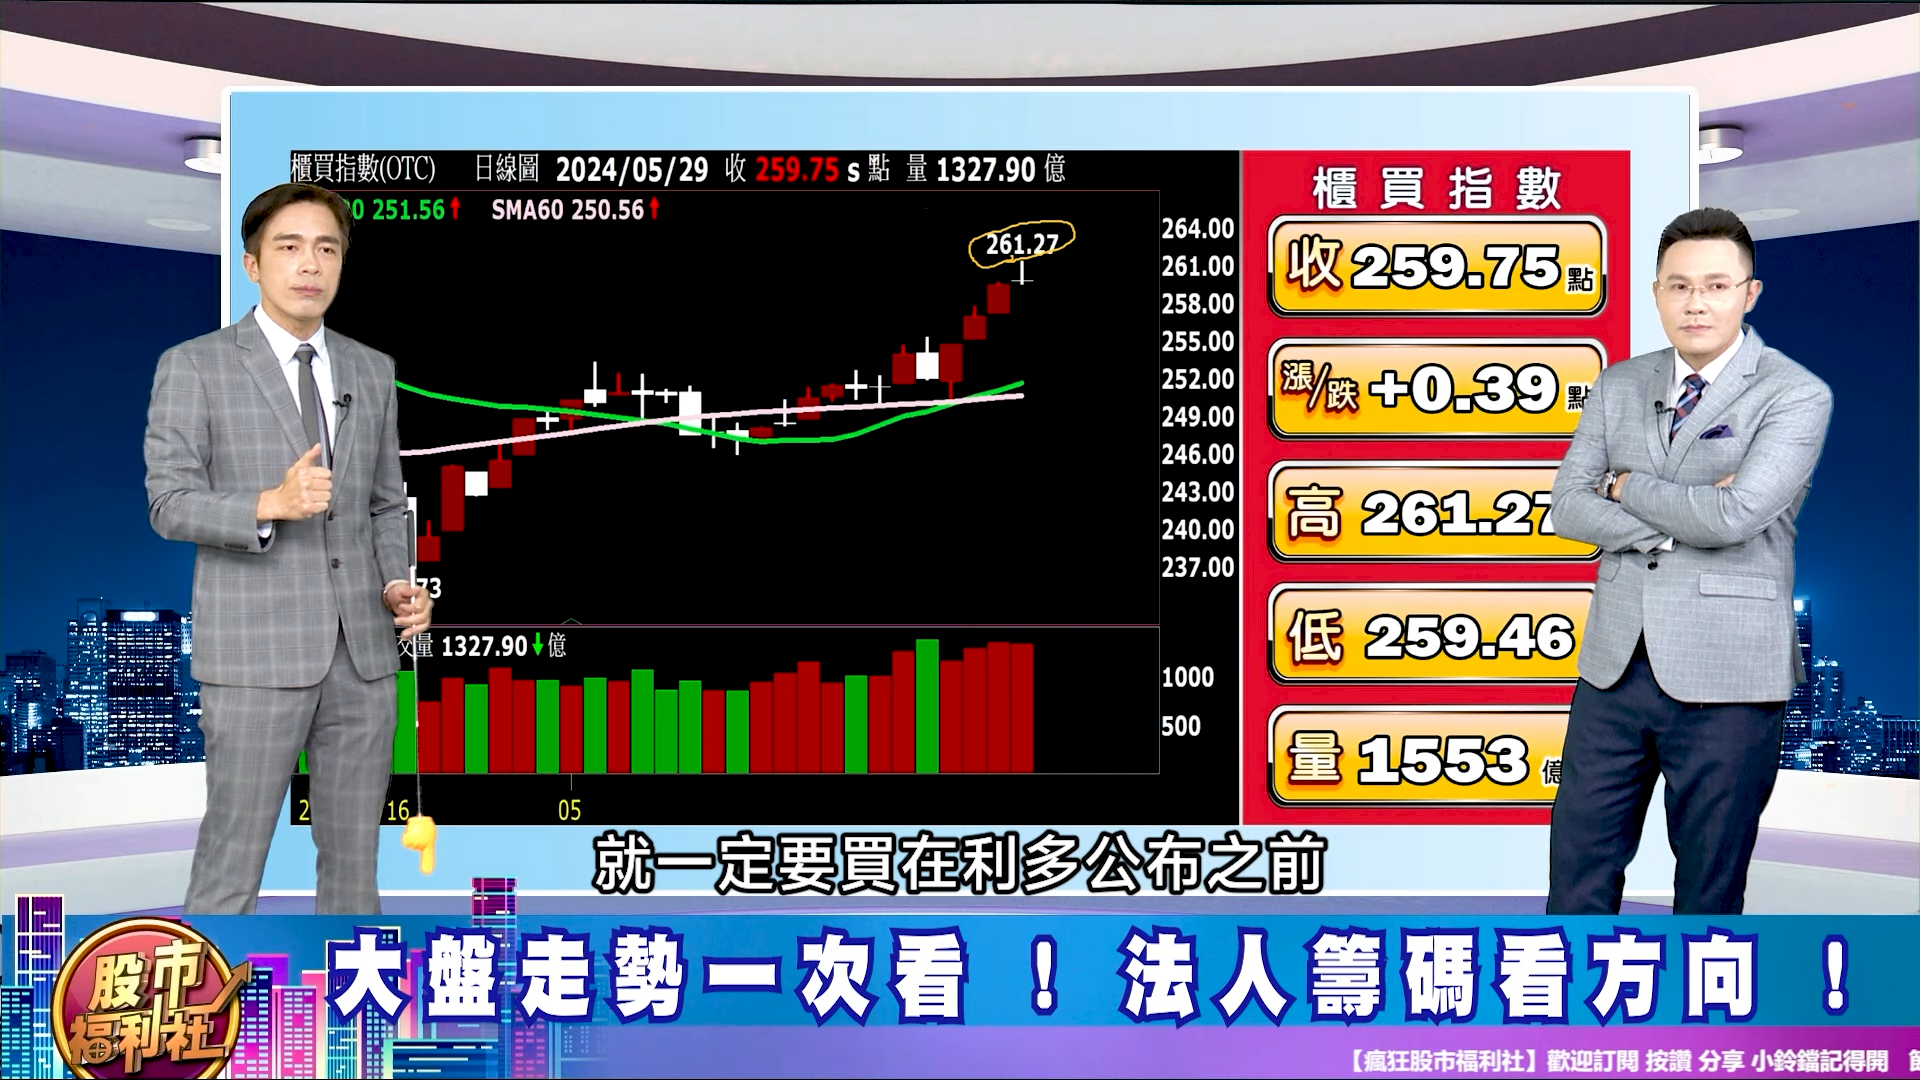 櫃買指數(OTC) 日線圖 2024/05/29 收 259.75 s 點 量 1327.90 億
0 251.56↑ SMA60 250.56↑
261.27
264.00
261.00
258.00
255.00
252.00
249.00
246.00
243.00
240.00
237.00
73
交量 1327.90↓億
1000
500
2
16
05
櫃買指數
收 259.75 點
漲/跌 +0.39 點
高 261.27
低 259.46
量 1553 億
就一定要買在利多公布之前
股市福利社
大盤走勢一次看！法人籌碼看方向！
【瘋狂股市福利社】歡迎訂閱 按讚 分享 小鈴鐺記得開